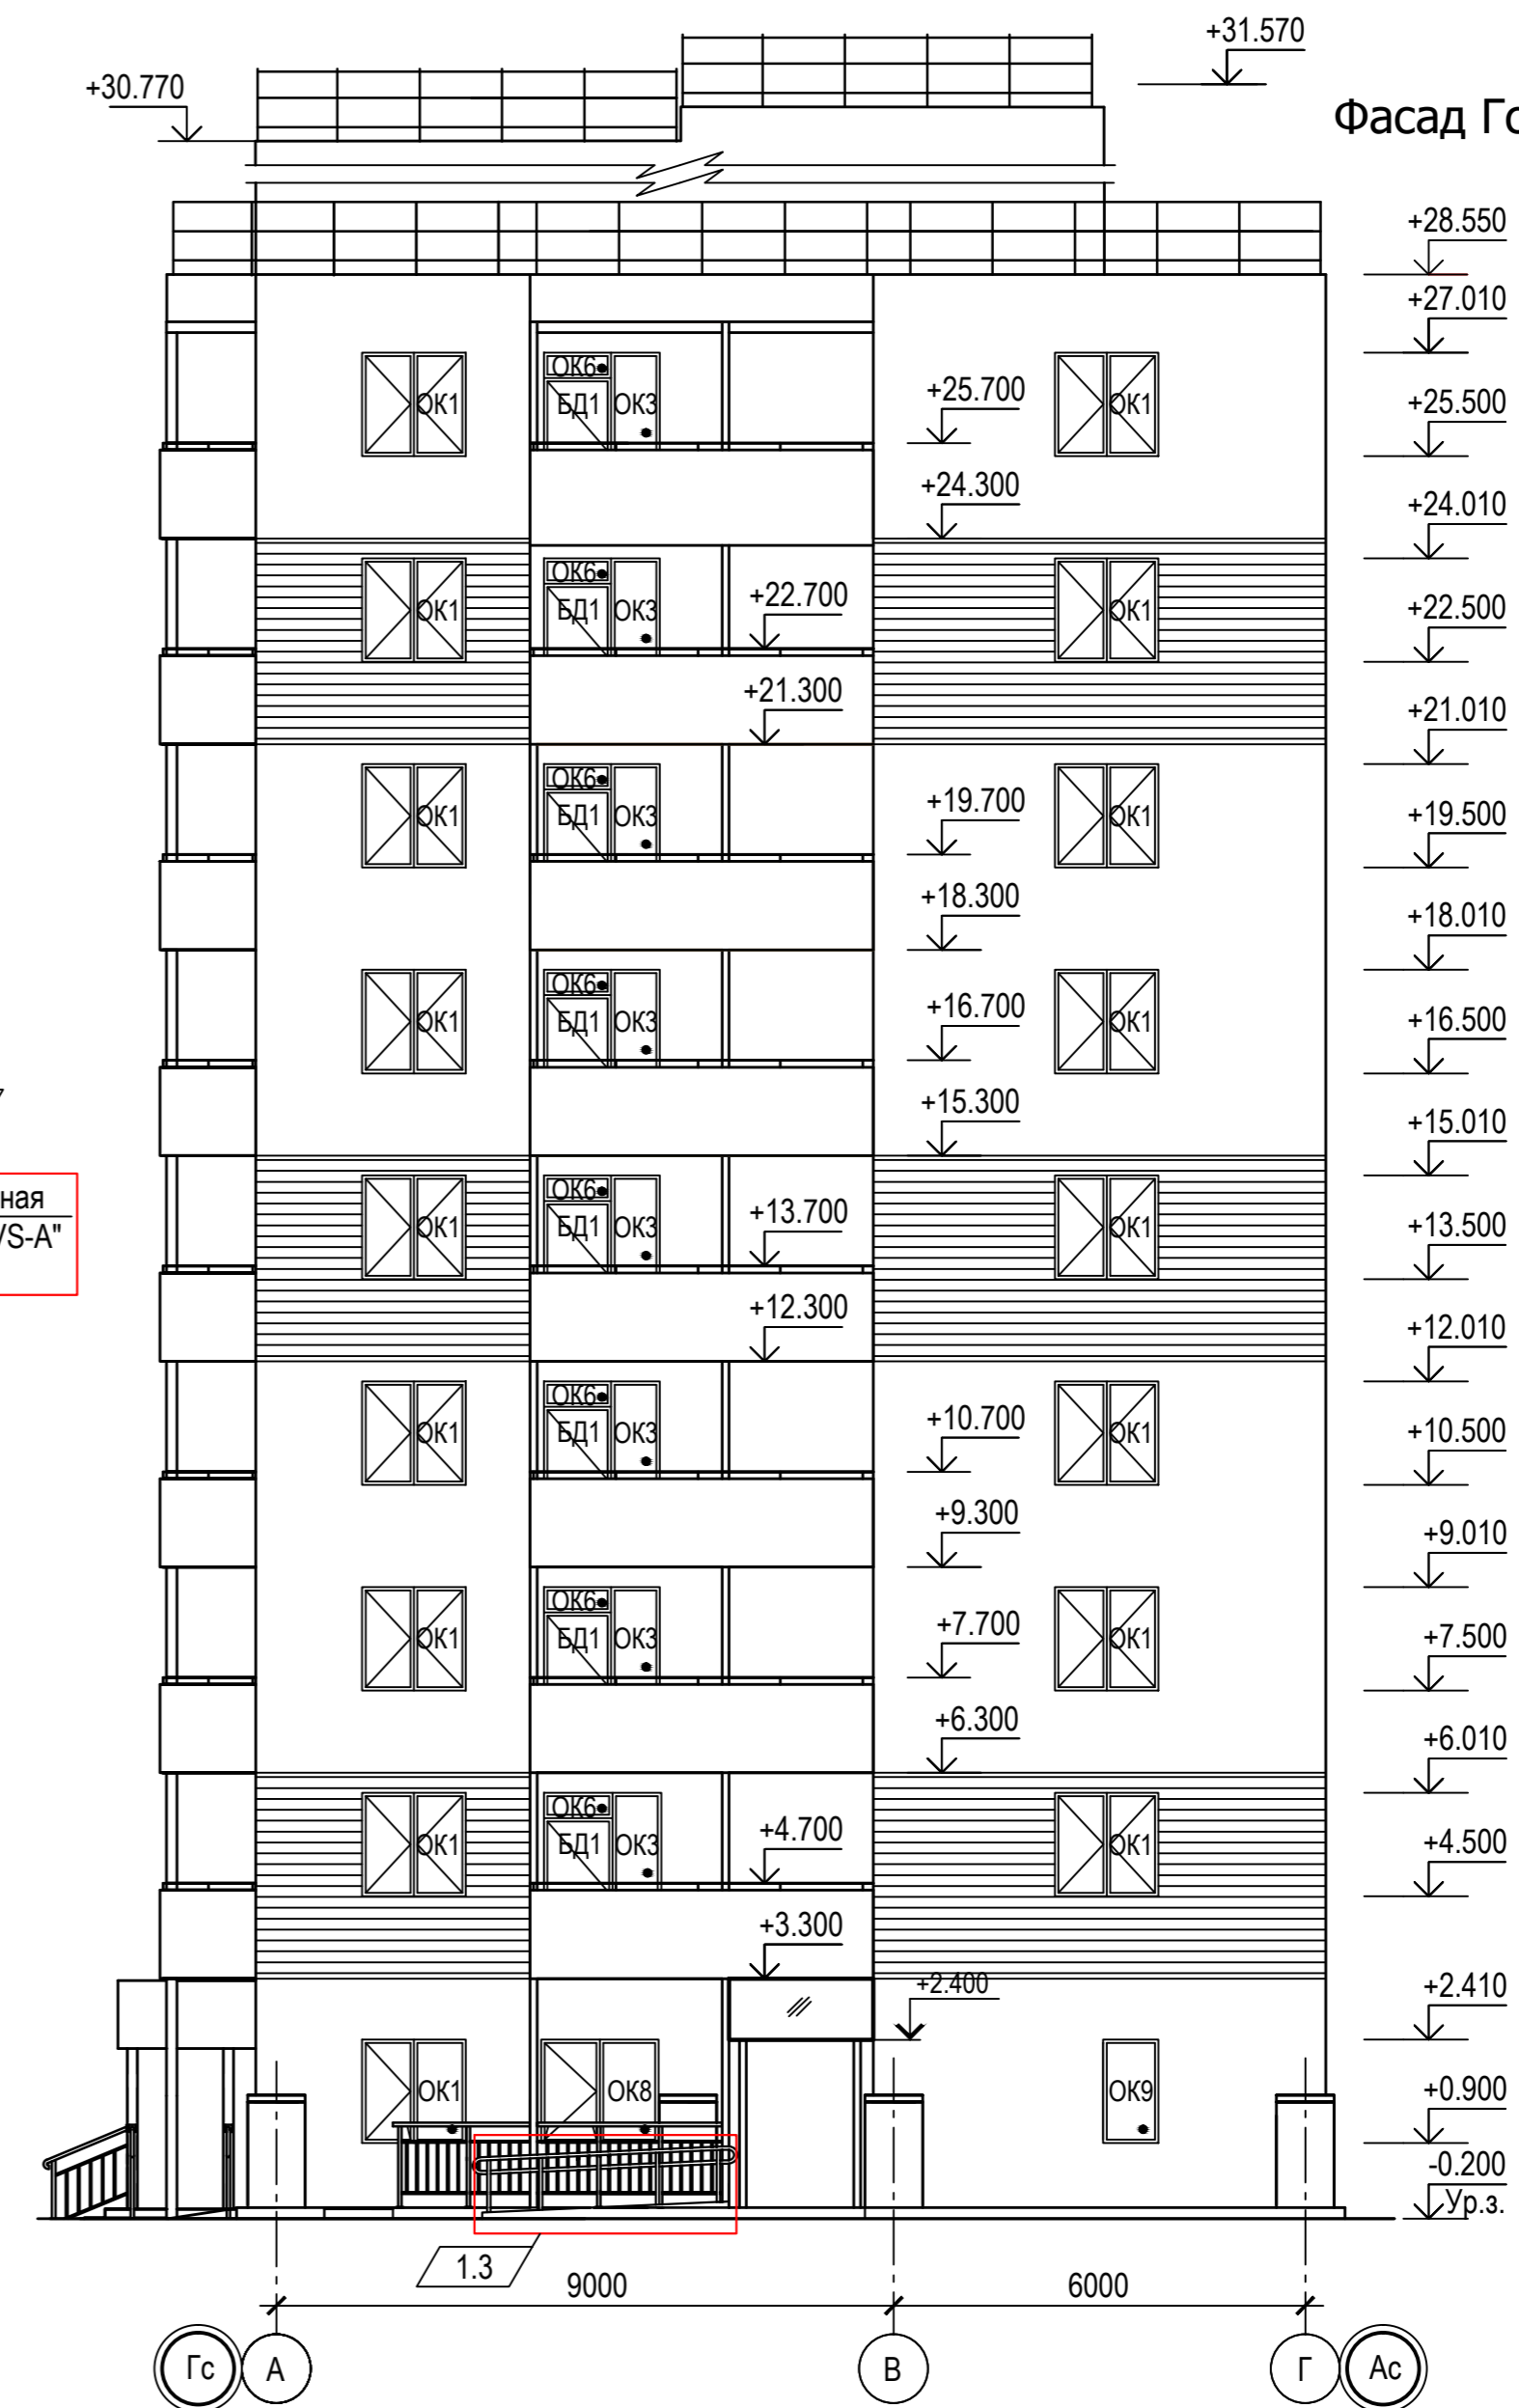 +31.570
+30.770
Фасад Гс
+28.550
+27.010
ОК6
ОК1 БД1 ОК3 +25.700 ОК1 +25.500
+24.300
+24.010
ОК6
ОК1 БД1 ОК3 +22.700 ОК1 +22.500
+21.300
+21.010
ОК6
ОК1 БД1 ОК3 +19.700 ОК1 +19.500
+18.300
+18.010
ОК6
ОК1 БД1 ОК3 +16.700 ОК1 +16.500
+15.300
+15.010
ная
VS-A"
ОК6
ОК1 БД1 ОК3 +13.700 ОК1 +13.500
+12.300
+12.010
ОК6
ОК1 БД1 ОК3 +10.700 ОК1 +10.500
+9.300
+9.010
ОК6
ОК1 БД1 ОК3 +7.700 ОК1 +7.500
+6.300
+6.010
ОК6
ОК1 БД1 ОК3 +4.700 ОК1 +4.500
+3.300
+2.400 +2.410
ОК1 ОК8 ОК9 +0.900
-0.200
Ур.з.
1.3
9000 6000
Гс А В Г Ас